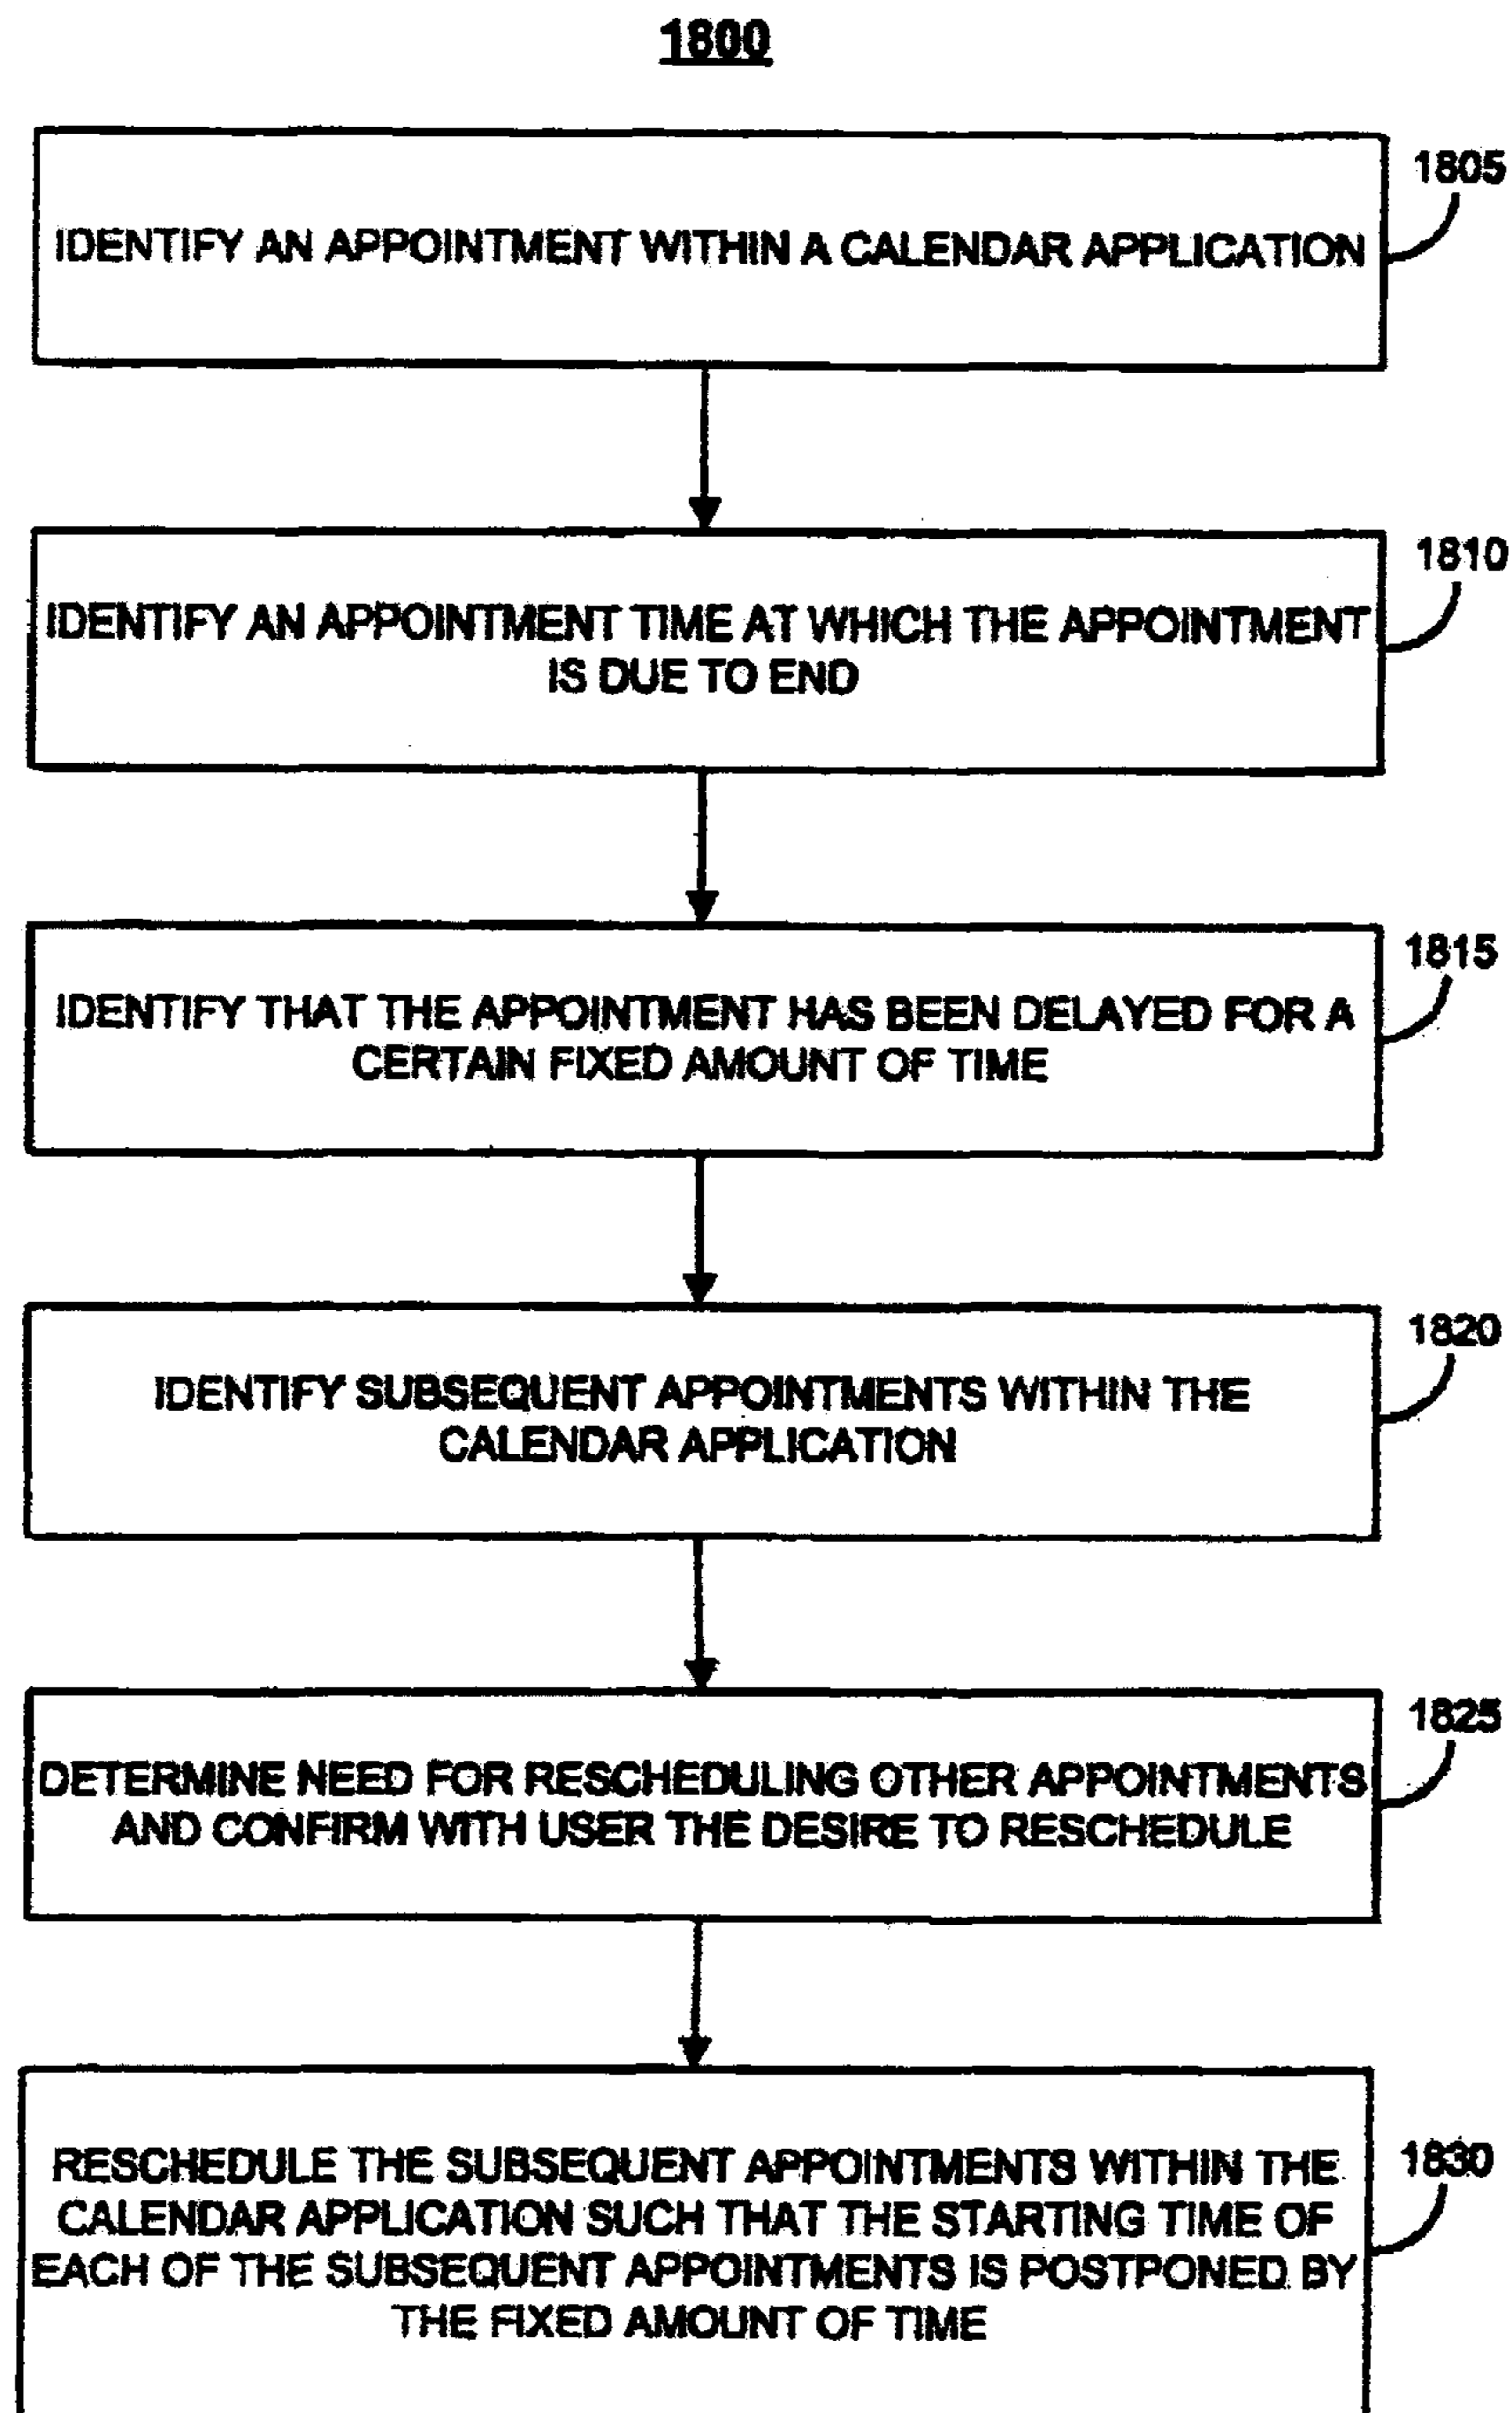 1800
1805
IDENTIFY AN APPOINTMENT WITHIN A CALENDAR APPLICATION
1810
IDENTIFY AN APPOINTMENT TIME AT WHICH THE APPOINTMENT
IS DUE TO END
1815
IDENTIFY THAT THE APPOINTMENT HAS BEEN DELAYED FOR A
CERTAIN FIXED AMOUNT OF TIME
1820
IDENTIFY SUBSEQUENT APPOINTMENTS WITHIN THE
CALENDAR APPLICATION
1825
DETERMINE NEED FOR RESCHEDULING OTHER APPOINTMENTS
AND CONFIRM WITH USER THE DESIRE TO RESCHEDULE
1830
RESCHEDULE THE SUBSEQUENT APPOINTMENTS WITHIN THE
CALENDAR APPLICATION SUCH THAT THE STARTING TIME OF
EACH OF THE SUBSEQUENT APPOINTMENTS IS POSTPONED BY
THE FIXED AMOUNT OF TIME